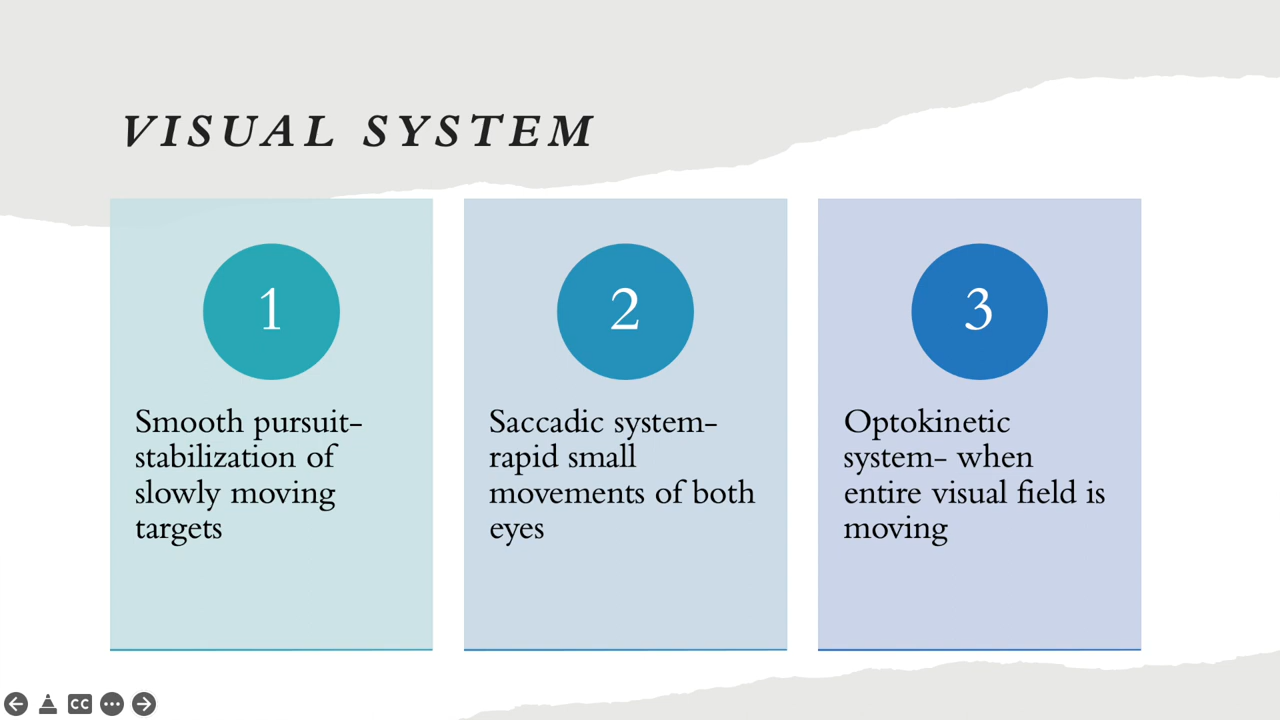 VISUAL SYSTEM
1
Smooth pursuit-
stabilization of
slowly moving
targets
2
Saccadic system-
rapid small
movements of both
eyes
3
Optokinetic
system- when
entire visual field is
moving
CC